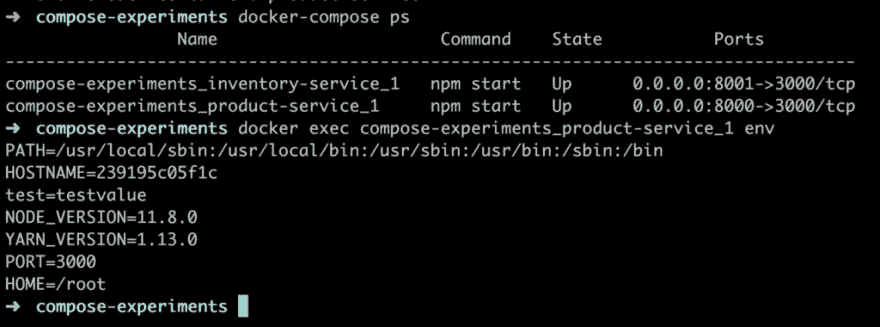 ➜ compose-experiments docker-compose ps
Name Command State Ports
--------------------------------------------------------------------------------
compose-experiments_inventory-service_1 npm start Up 0.0.0.0:8001->3000/tcp
compose-experiments_product-service_1 npm start Up 0.0.0.0:8000->3000/tcp
➜ compose-experiments docker exec compose-experiments_product-service_1 env
PATH=/usr/local/sbin:/usr/local/bin:/usr/sbin:/usr/bin:/sbin:/bin
HOSTNAME=239195c05f1c
test=testvalue
NODE_VERSION=11.8.0
YARN_VERSION=1.13.0
PORT=3000
HOME=/root
➜ compose-experiments